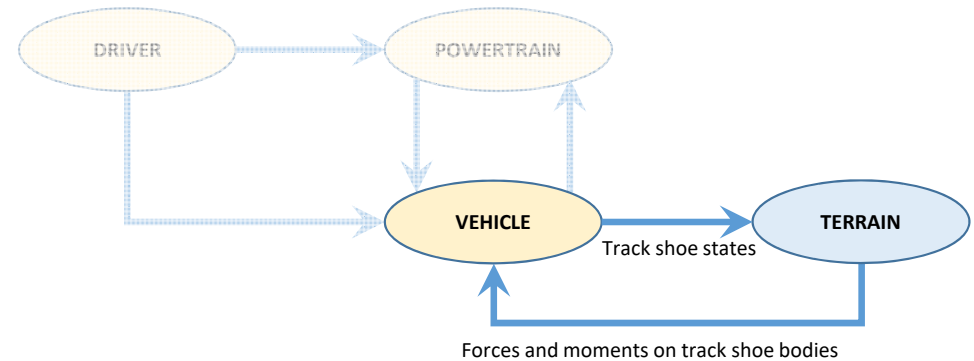 DRIVER
POWERTRAIN
VEHICLE
TERRAIN
Track shoe states
Forces and moments on track shoe bodies